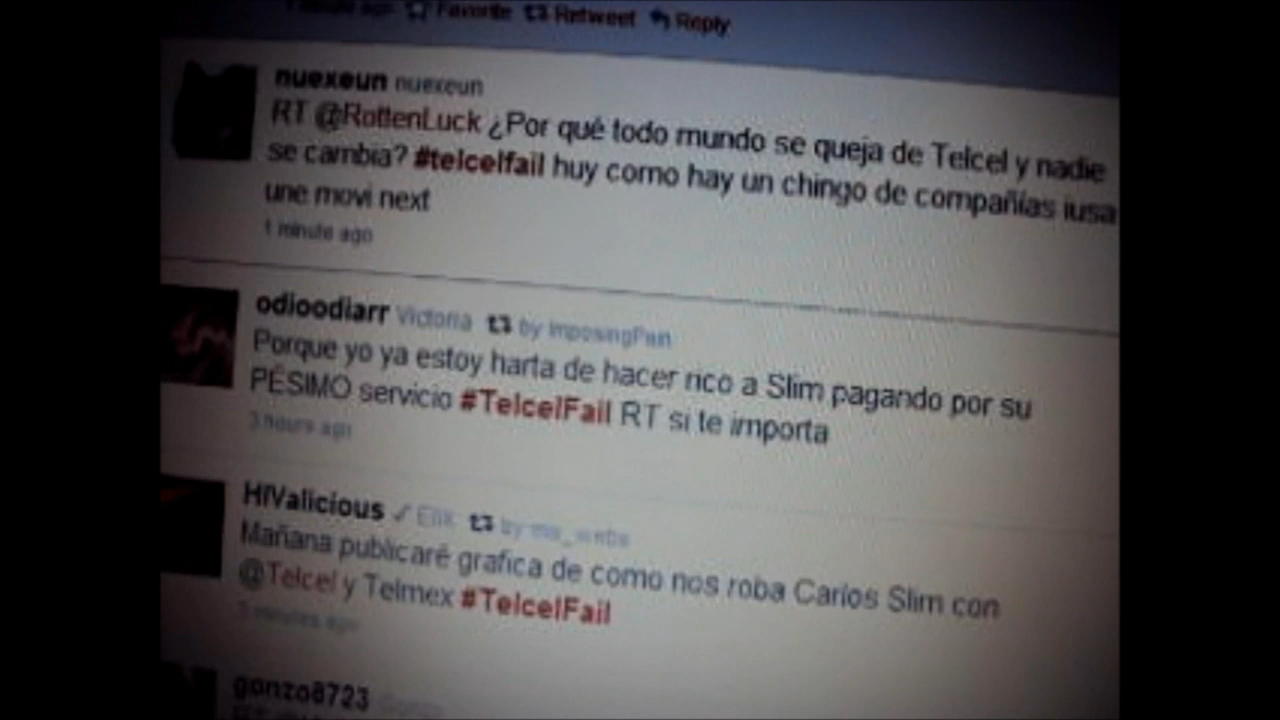 Favorite Retweet Reply
nuexeun nuexeun
RT @RottenLuck ¿Por qué todo mundo se queja de Telcel y nadie
se cambia? #telcelfail huy como hay un chingo de compañías iusa
une movi next
1 minute ago
odioodiarr Victoria by ImposingPain
Porque yo ya estoy harta de hacer rico a Slim pagando por su
PÉSIMO servicio #TelcelFail RT si te importa
3 hours ago
HIValicious by
Mañana publicaré grafica de como nos roba Carlos Slim con
@Telcel y Telmex #TelcelFail
minutes ago
gonzo8723